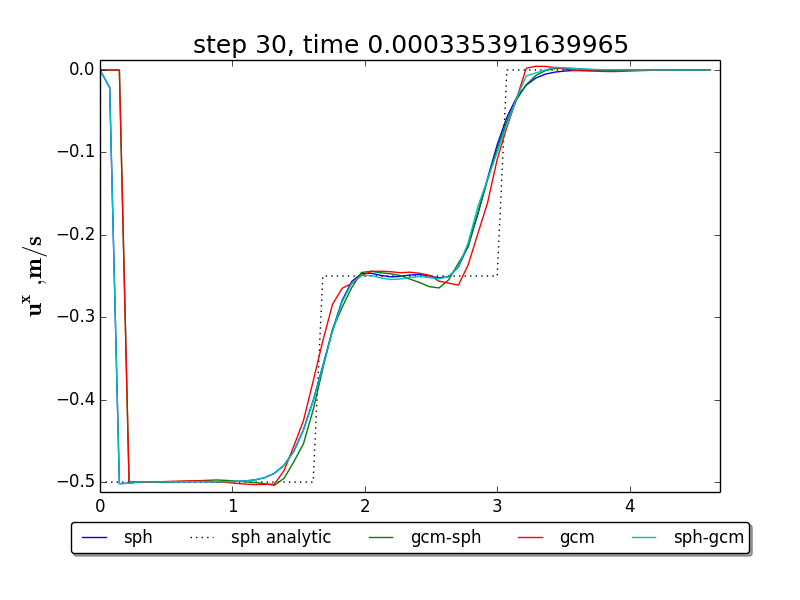 step 30, time 0.000335391639965
0.0
−0.1
−0.2
−0.3
−0.4
−0.5
u^x ,m/s
0 1 2 3 4
sph sph analytic gcm-sph gcm sph-gcm